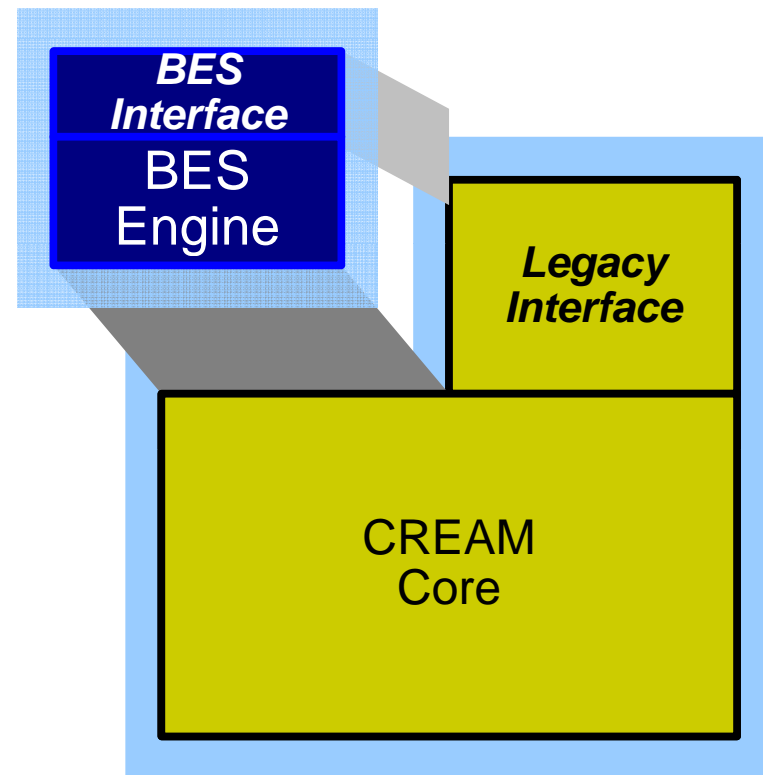 BES
Interface
BES
Engine
Legacy
Interface
CREAM
Core